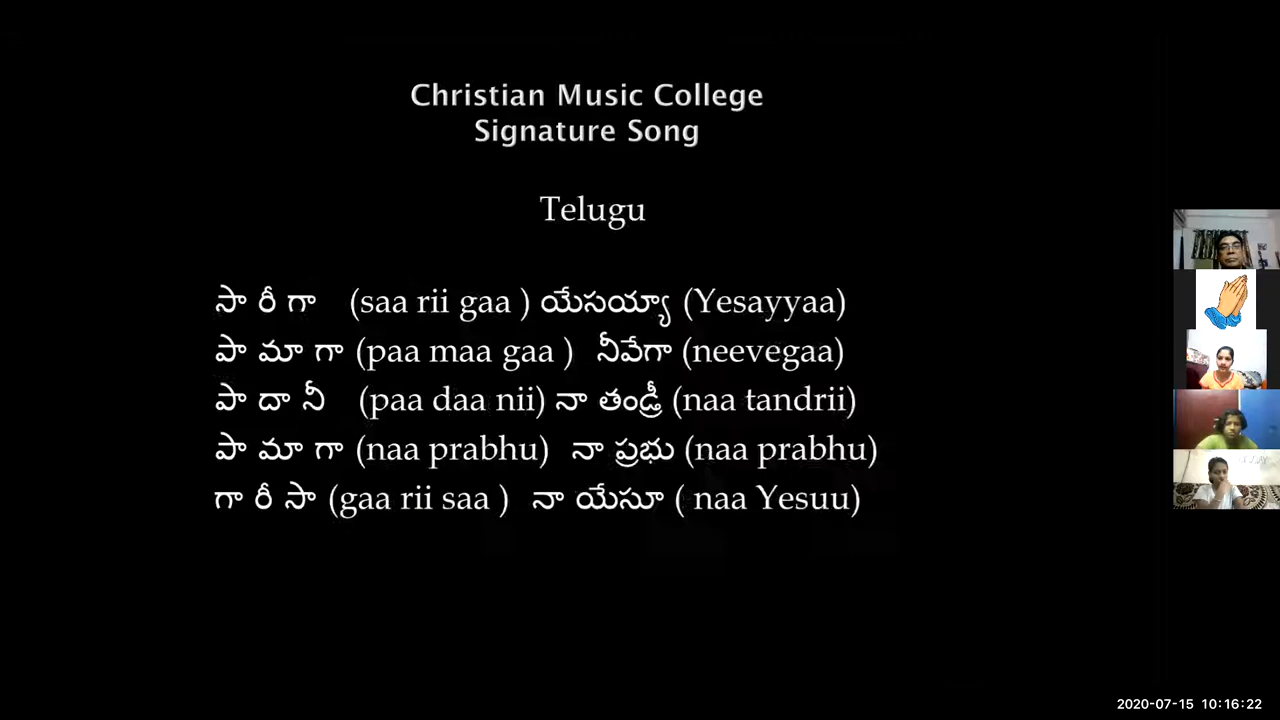 Christian Music College
Signature Song
Telugu
సా రీ గా (saa rii gaa ) యేసయ్యా (Yesayyaa)
పా మా గా (paa maa gaa ) నీవేగా (neevegaa)
పా దా నీ (paa daa nii) నా తండ్రీ (naa tandrii)
పా మా గా (naa prabhu) నా ప్రభు (naa prabhu)
గా రీ సా (gaa rii saa ) నా యేసూ ( naa Yesuu)
2020-07-15 10:16:22